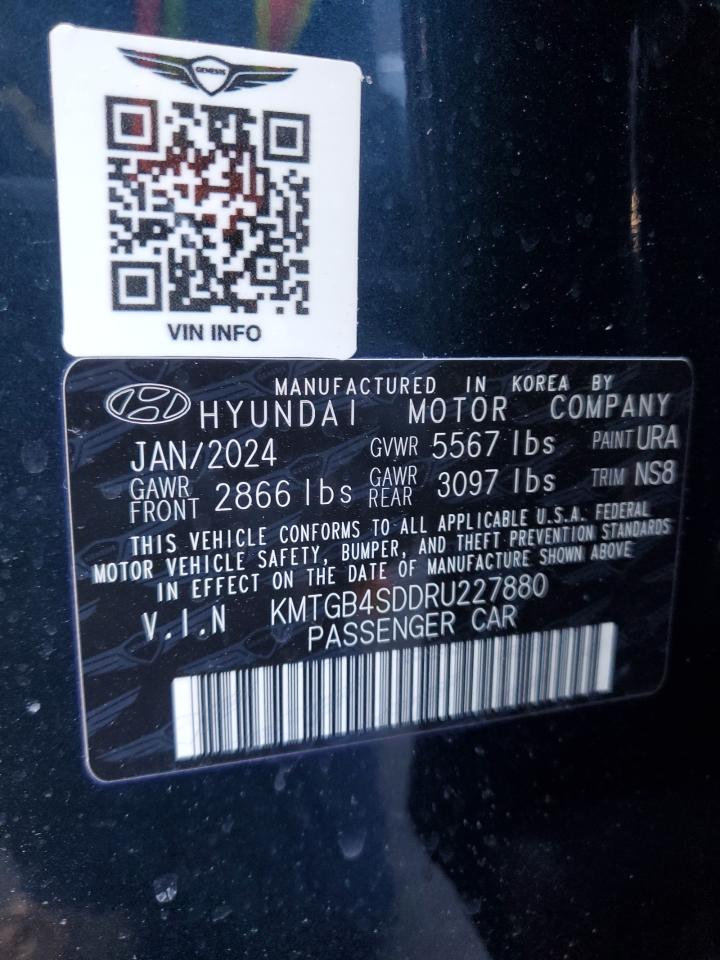 GENESIS
VIN INFO
MANUFACTURED IN KOREA BY
HYUNDAI MOTOR COMPANY
JAN/2024 GVWR 5567 lbs PAINT URA
GAWR FRONT 2866 lbs GAWR REAR 3097 lbs TRIM NS8
THIS VEHICLE CONFORMS TO ALL APPLICABLE U.S.A. FEDERAL
MOTOR VEHICLE SAFETY, BUMPER, AND THEFT PREVENTION STANDARDS
IN EFFECT ON THE DATE OF MANUFACTURE SHOWN ABOVE
V.I.N KMTGB4SDDRU227880
PASSENGER CAR